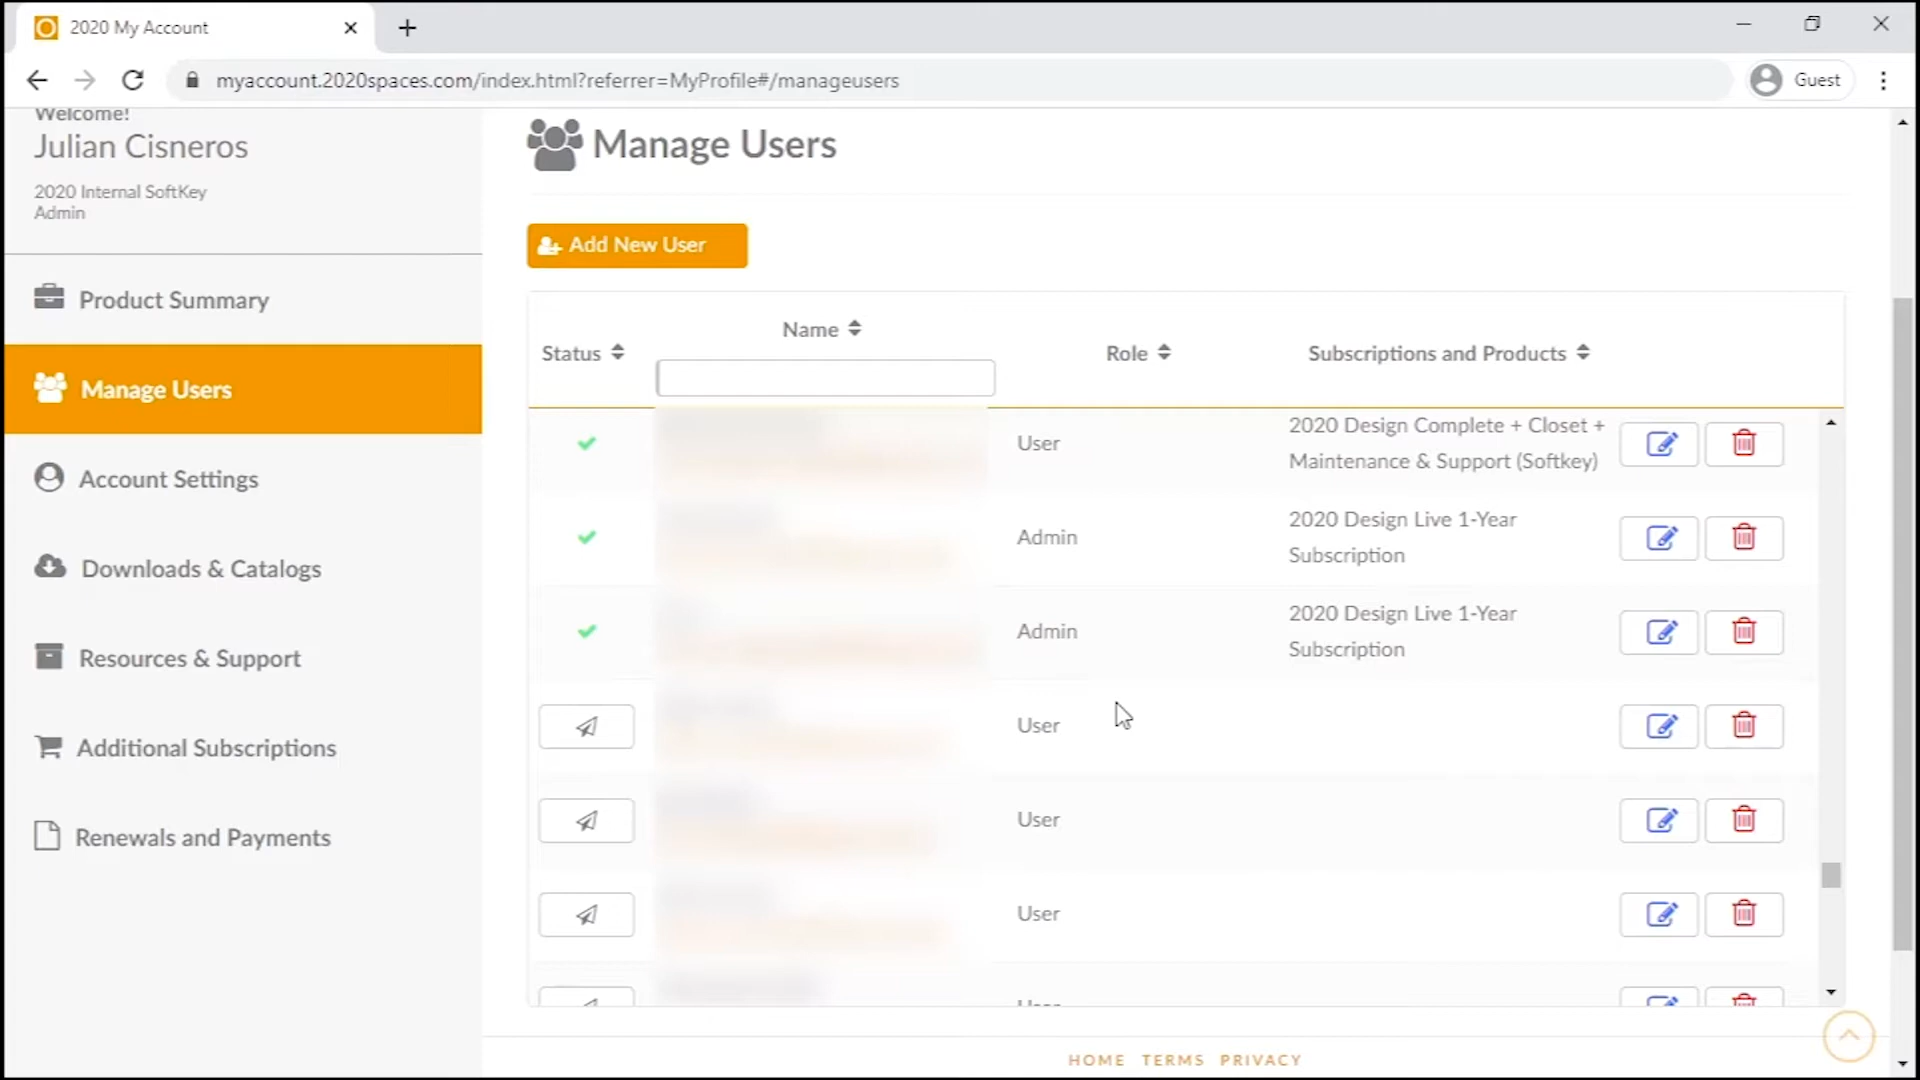 2020 My Account
myaccount.2020spaces.com/index.html?referrer=MyProfile#/manageusers
Guest
Welcome!
Julian Cisneros
2020 Internal SoftKey
Admin
Product Summary
Manage Users
Account Settings
Downloads & Catalogs
Resources & Support
Additional Subscriptions
Renewals and Payments
Manage Users
Add New User
Status
Name
Role
Subscriptions and Products
User
2020 Design Complete + Closet +
Maintenance & Support (Softkey)
Admin
2020 Design Live 1-Year
Subscription
Admin
2020 Design Live 1-Year
Subscription
User
User
User
HOME TERMS PRIVACY